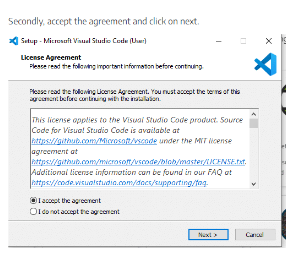 Secondly, accept the agreement and click on next.
Setup - Microsoft Visual Studio Code (User)
License Agreement
Please read the following important information before continuing.
Please read the following License Agreement. You must accept the terms of this
agreement before continuing with the installation.
This license applies to the Visual Studio Code product. Source
Code for Visual Studio Code is available at
https://github.com/Microsoft/vscode under the MIT license
agreement at
https://github.com/microsoft/vscode/blob/master/LICENSE.txt.
Additional license information can be found in our FAQ at
https://code.visualstudio.com/docs/supporting/faq.
I accept the agreement
I do not accept the agreement
Next >
Cancel